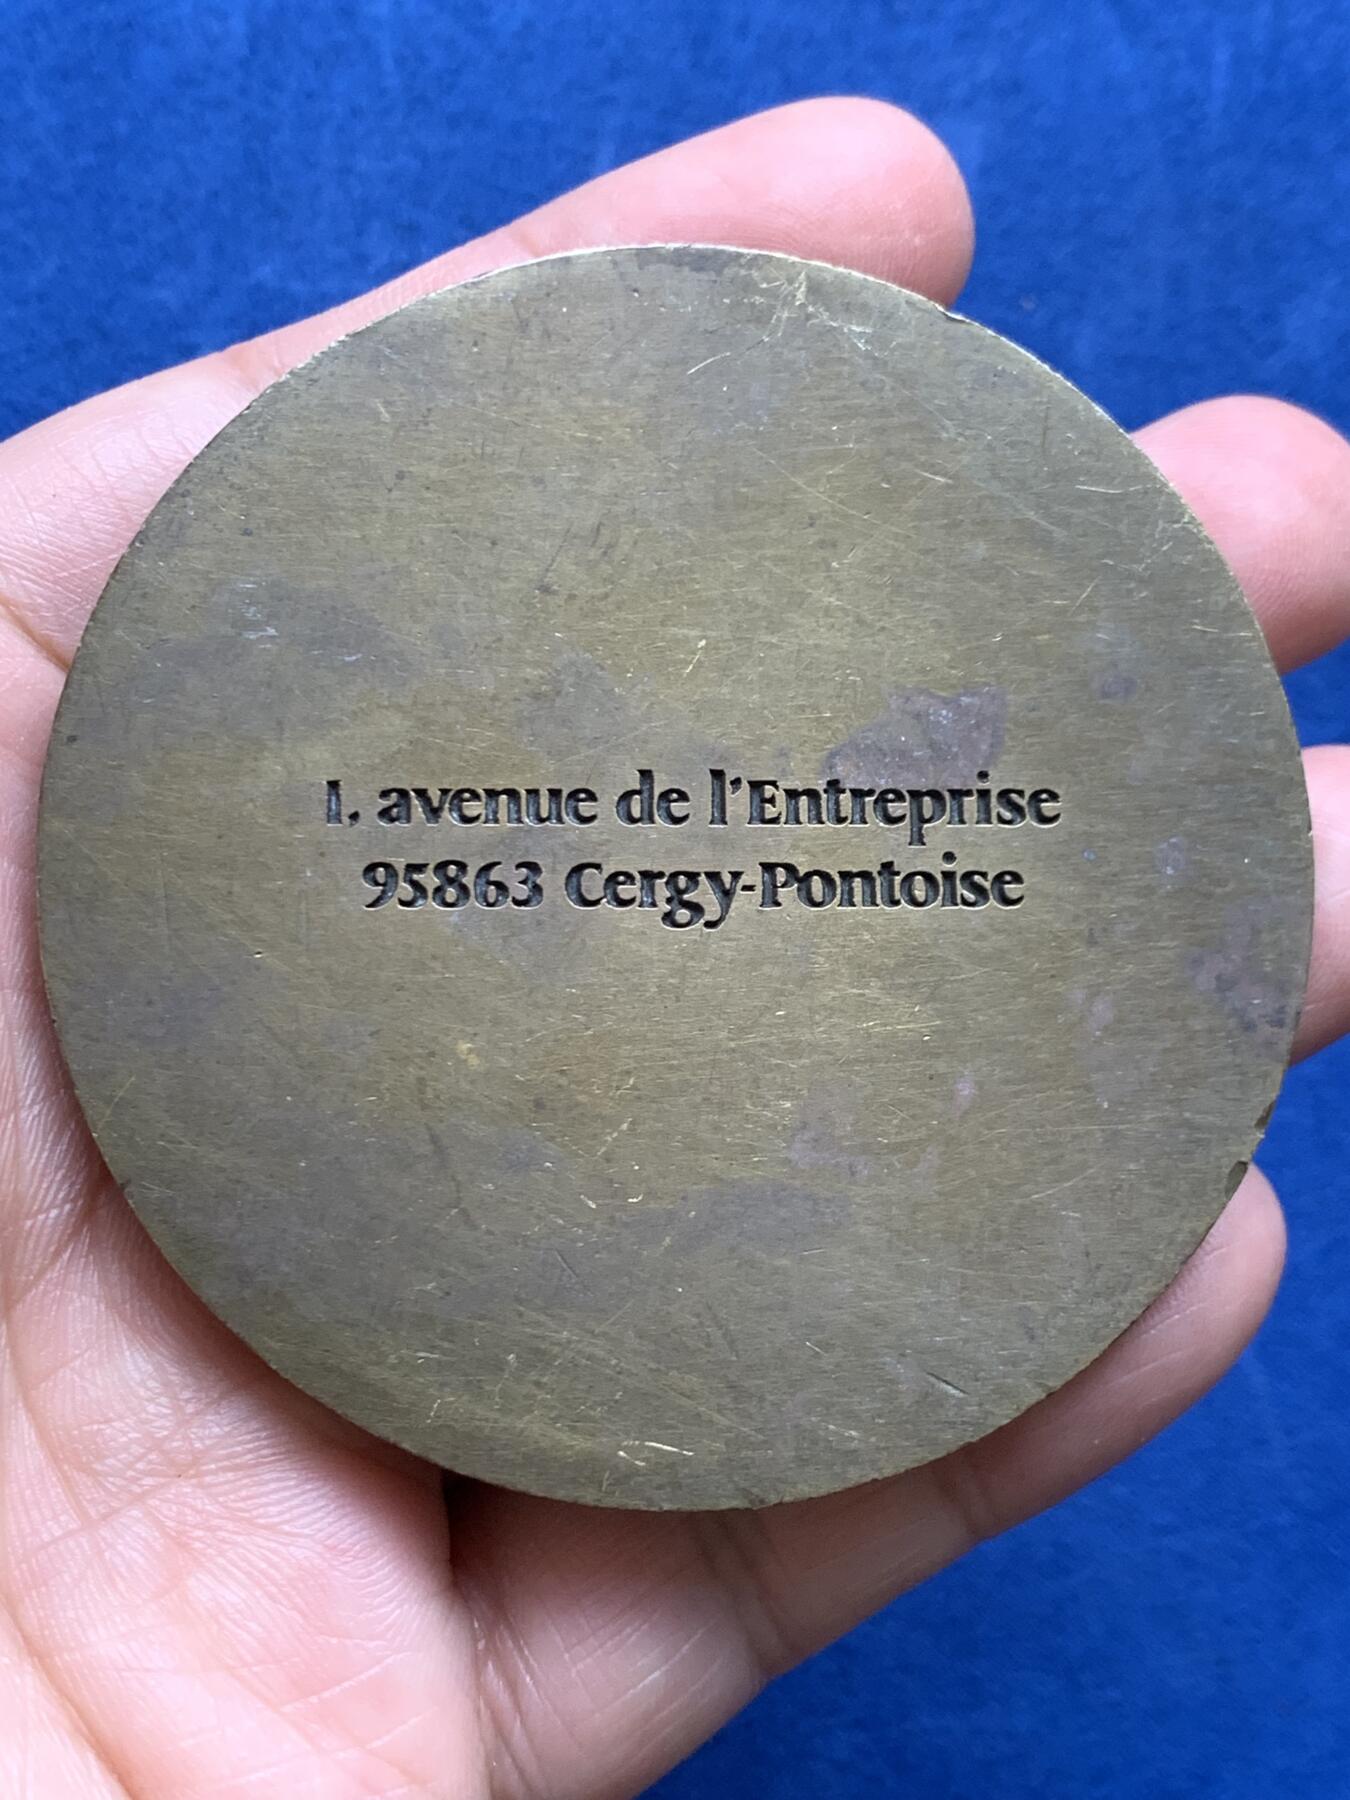 1, avenue de l'Entreprise
95863 Cergy-Pontoise